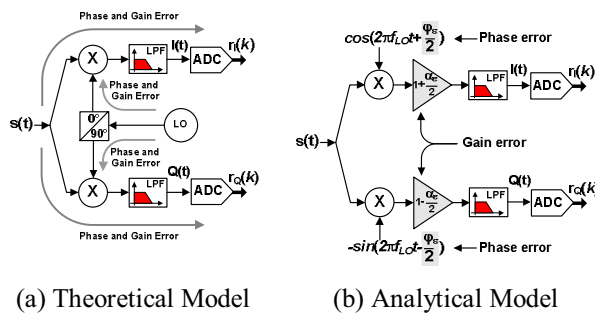 Phase and Gain Error
X
LPF
I(t)
ADC
r_I(k)
Phase and
Gain Error
s(t)
0°
90°
LO
Phase and
Gain Error
X
LPF
Q(t)
ADC
r_Q(k)
Phase and Gain Error
(a) Theoretical Model
cos(2πf_LO t+φ_e/2)
Phase error
X
1+α_e/2
LPF
I(t)
ADC
r_I(k)
s(t)
Gain error
X
1-α_e/2
LPF
Q(t)
ADC
r_Q(k)
-sin(2πf_LO t-φ_e/2)
Phase error
(b) Analytical Model